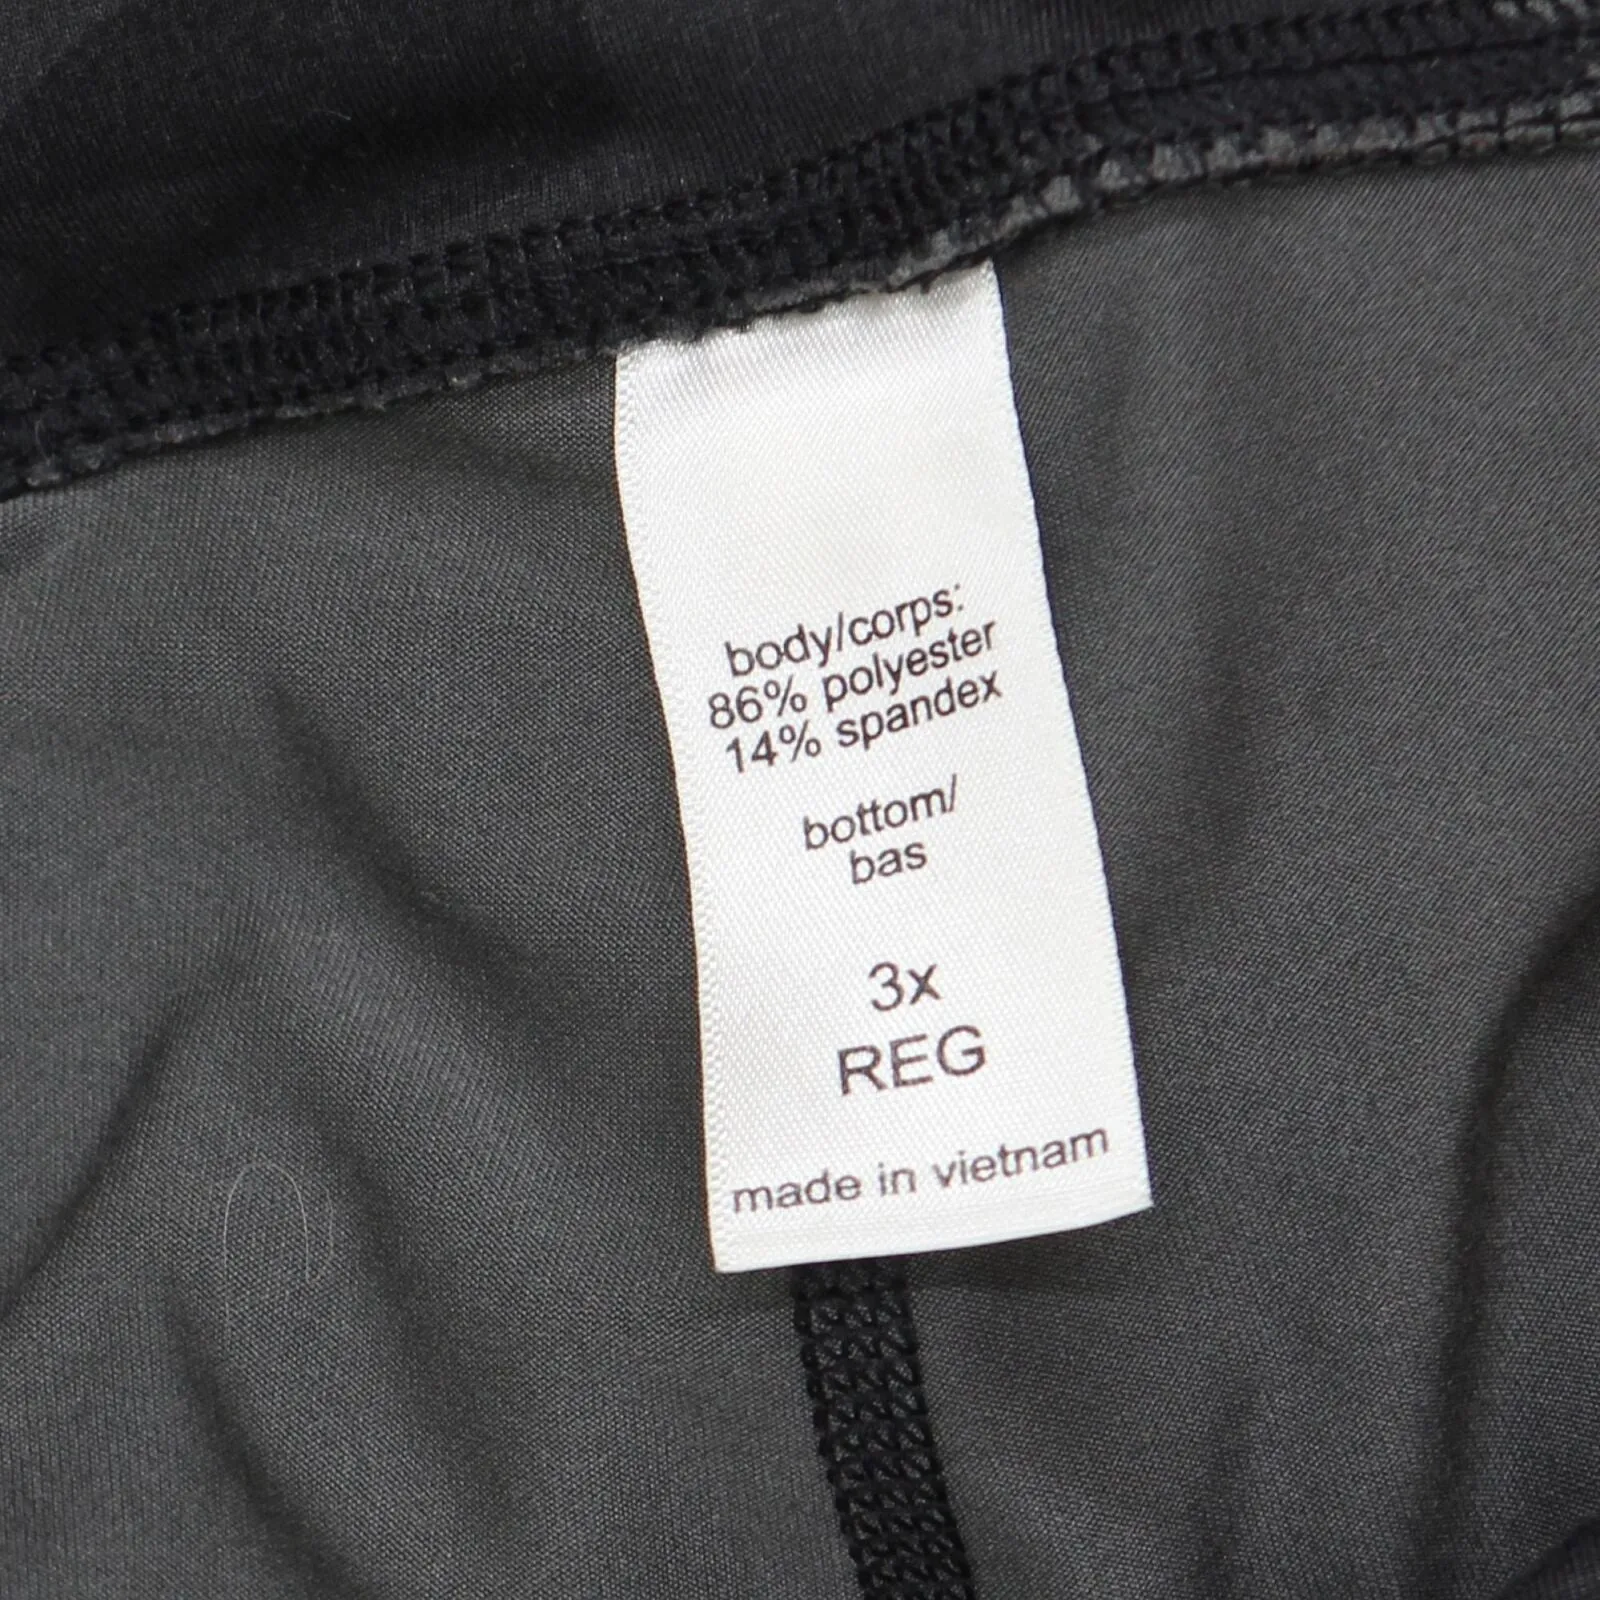 body/corps:
86% polyester
14% spandex
bottom/
bas
3x
REG
made in vietnam